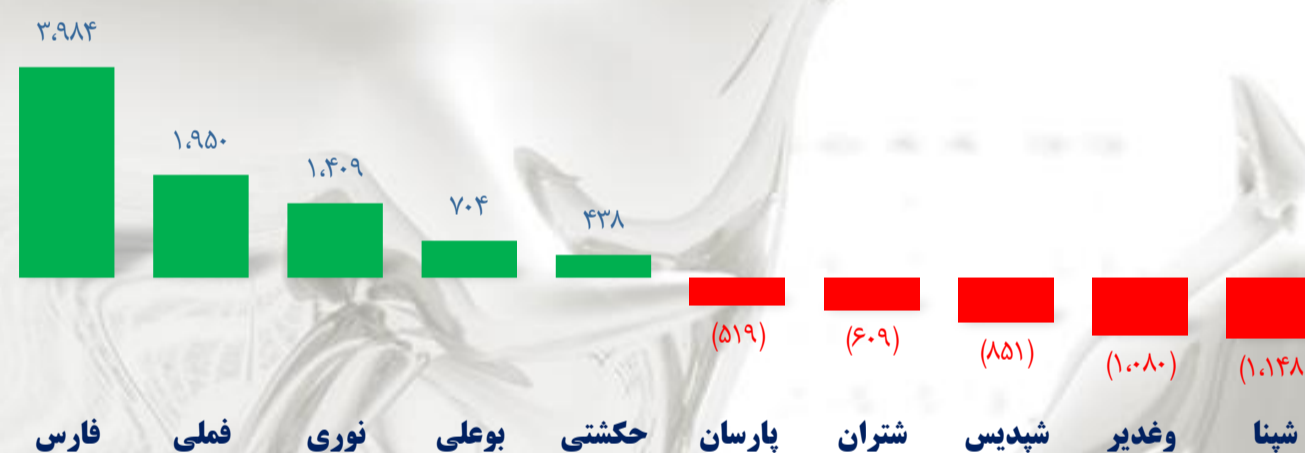 ۳،۹۸۴
۱،۹۵۰
۱،۴۰۹
۷۰۴
۴۳۸
(۵۱۹)
(۶۰۹)
(۸۵۱)
(۱،۰۸۰)
(۱،۱۴۸
فارس
فملی
نوری
بوعلی
حکشتی
پارسان
شتران
شپدیس
وغدیر
شپنا